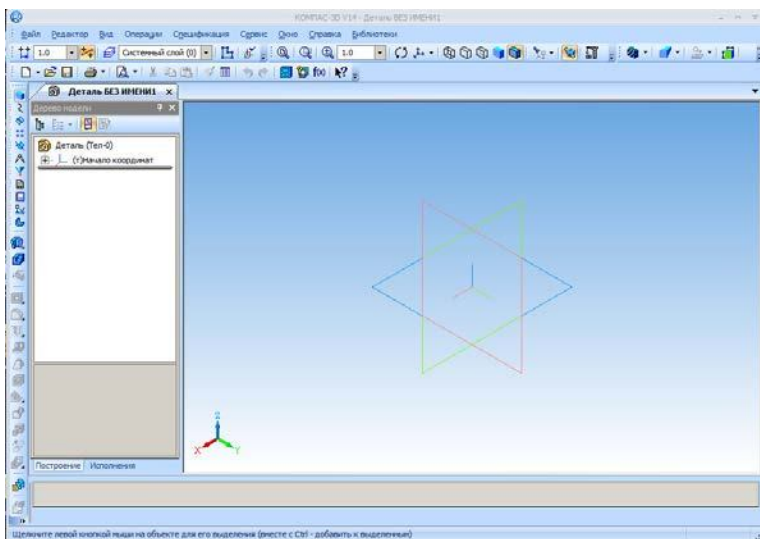 КОМПАС-3D V14 - Деталь БЕЗ ИМЕНИ1
Файл Редактор Вид Операции Спецификация Сервис Окно Справка Библиотеки
1.0 Системный слой (0) 1.0
f(x)
Деталь БЕЗ ИМЕНИ1 x
Дерево модели
Деталь (Тел-0)
(т)Начало координат
Z
X Y
Построение Исполнения
Щелкните левой кнопкой мыши на объекте для его выделения (вместе с Ctrl - добавить к выделенным)